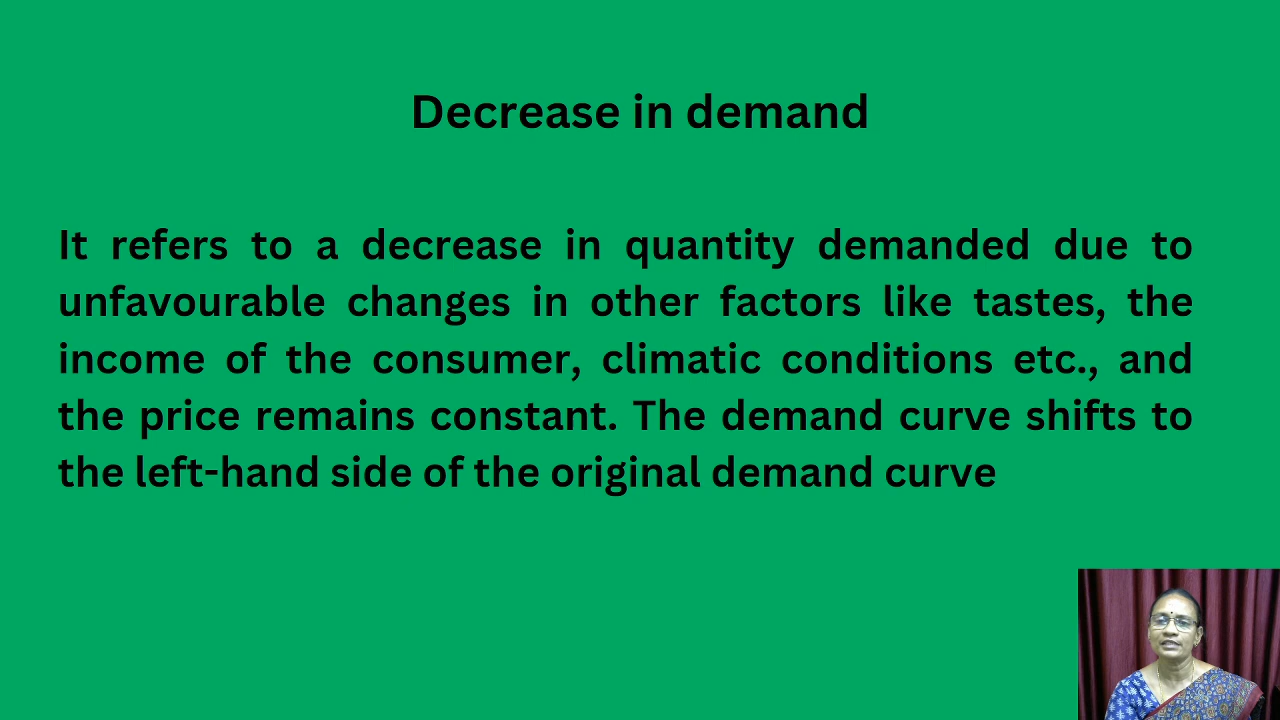 Decrease in demand
It refers to a decrease in quantity demanded due to
unfavourable changes in other factors like tastes, the
income of the consumer, climatic conditions etc., and
the price remains constant. The demand curve shifts to
the left-hand side of the original demand curve